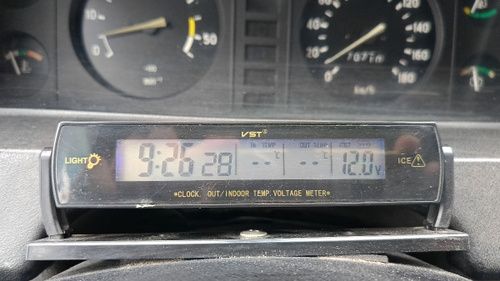 10 50
0
60 80 100 120
40 140
20 160
0 180
km/h
VST
LIGHT 9:26 28 IN TEMP -- °C OUT TEMP -- °C VOLT 12.0v ICE
*CLOCK. OUT/INDOOR TEMP. VOLTAGE METER*